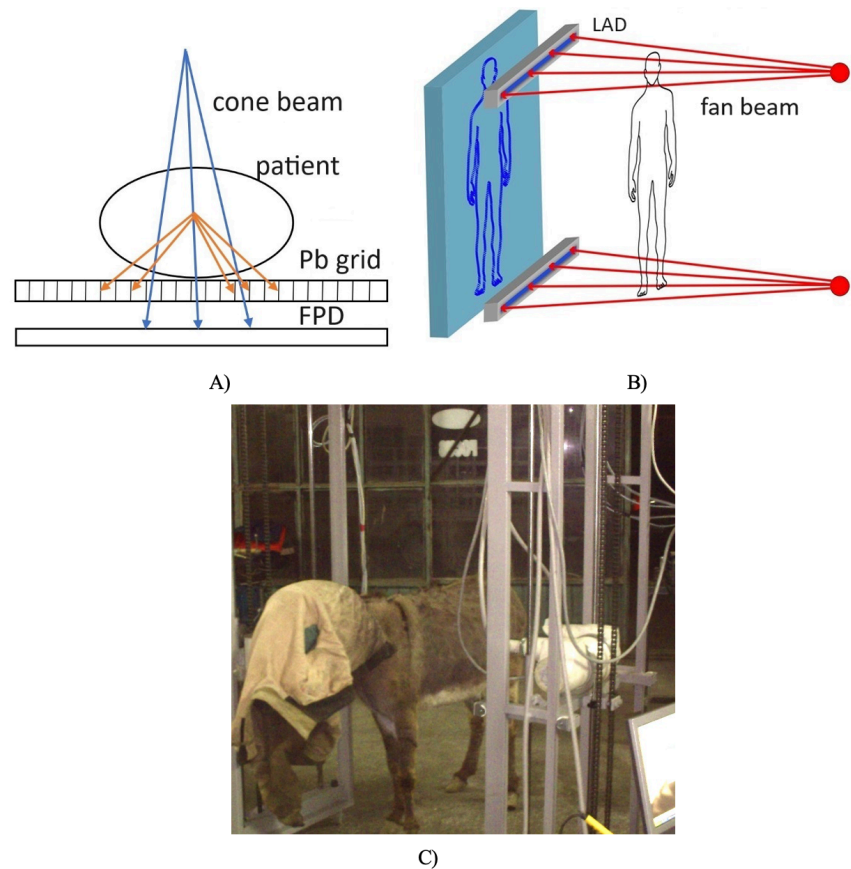 cone beam
patient
Pb grid
FPD
A)
LAD
fan beam
B)
C)